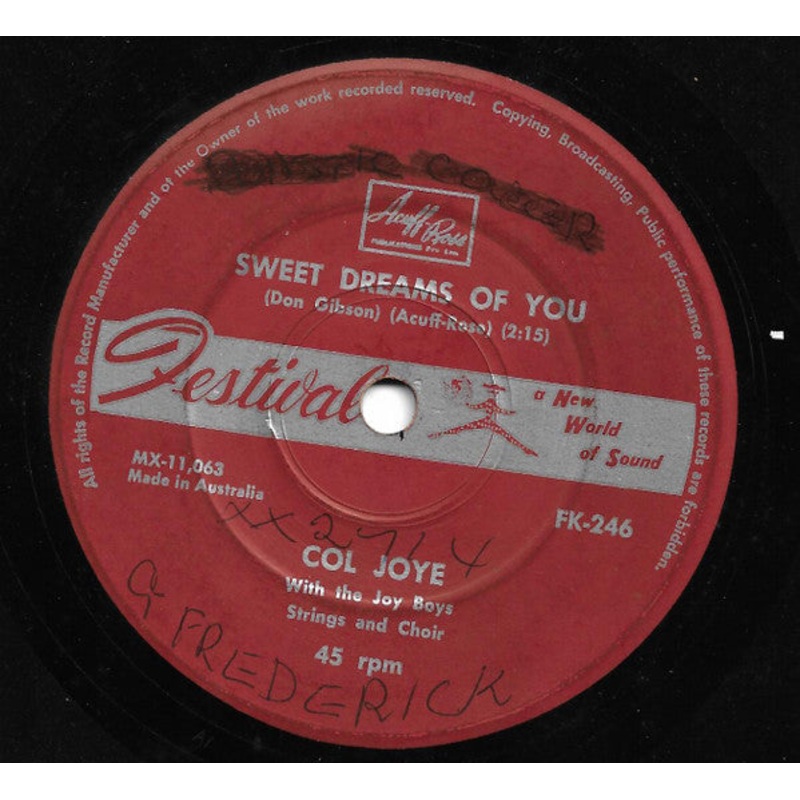 All rights of the Record Manufacturer and of the Owner of the work recorded reserved. Copying, Broadcasting, Public performance of these records are forbidden.
Acuff-Rose
PUBLICATIONS Pty. Ltd.
SWEET DREAMS OF YOU
(Don Gibson) (Acuff-Rose) (2:15)
Festival
a New
World
of Sound
MX-11,063
Made in Australia
FK-246
COL JOYE
With the Joy Boys
Strings and Choir
45 rpm
G FREDERICK